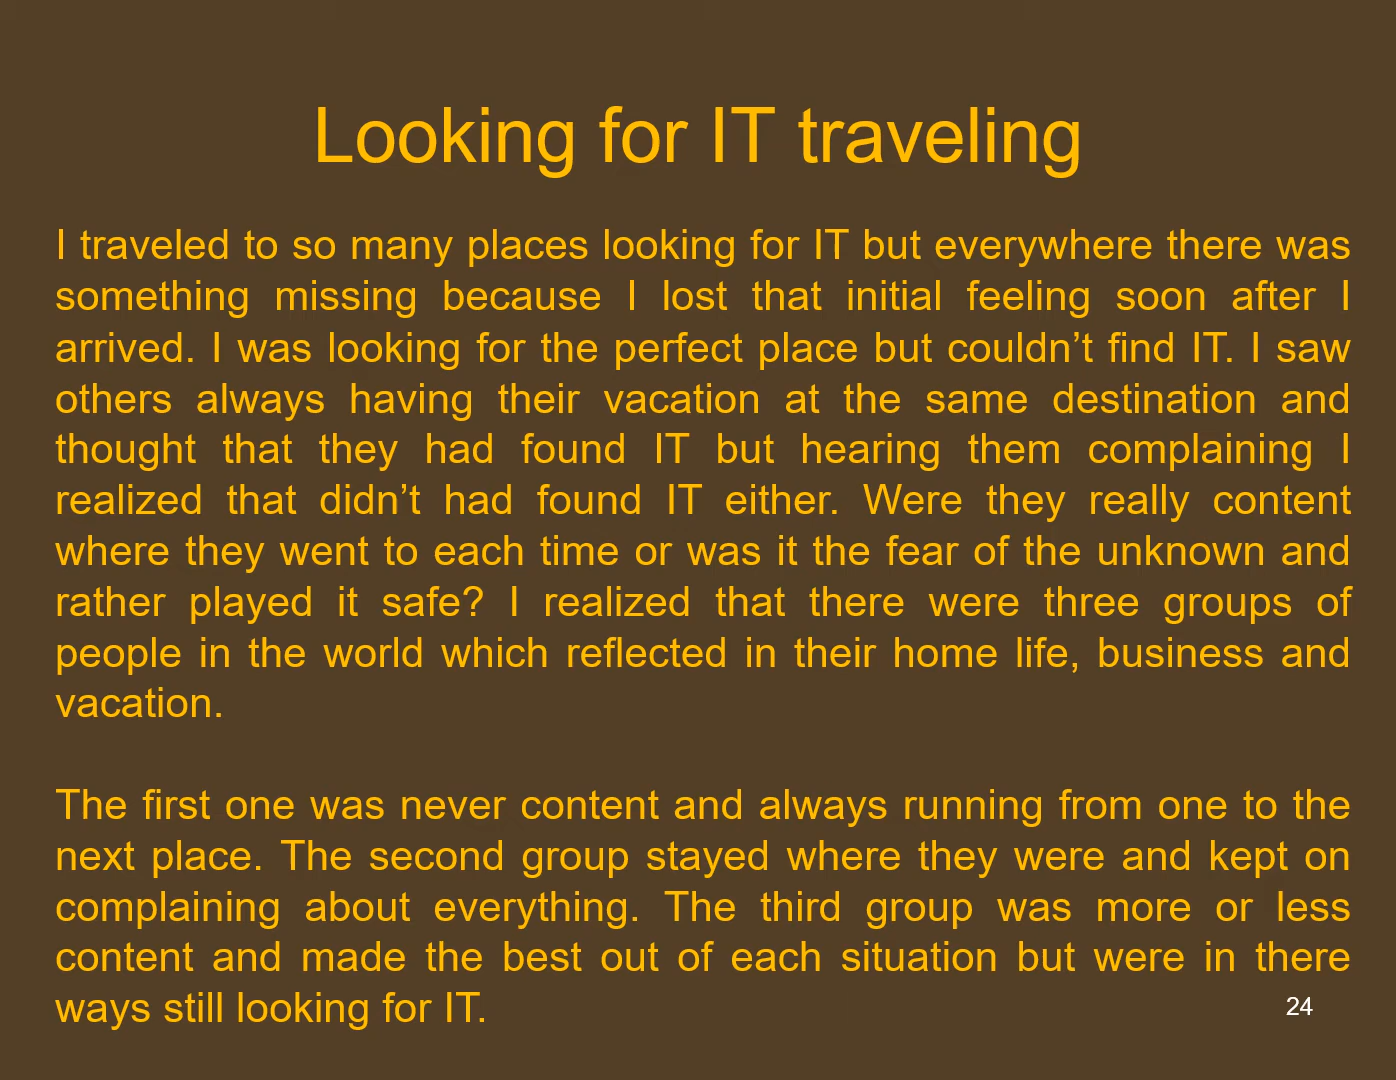 Looking for IT traveling
I traveled to so many places looking for IT but everywhere there was
something missing because I lost that initial feeling soon after I
arrived. I was looking for the perfect place but couldn’t find IT. I saw
others always having their vacation at the same destination and
thought that they had found IT but hearing them complaining I
realized that didn’t had found IT either. Were they really content
where they went to each time or was it the fear of the unknown and
rather played it safe? I realized that there were three groups of
people in the world which reflected in their home life, business and
vacation.
The first one was never content and always running from one to the
next place. The second group stayed where they were and kept on
complaining about everything. The third group was more or less
content and made the best out of each situation but were in there
ways still looking for IT.
24